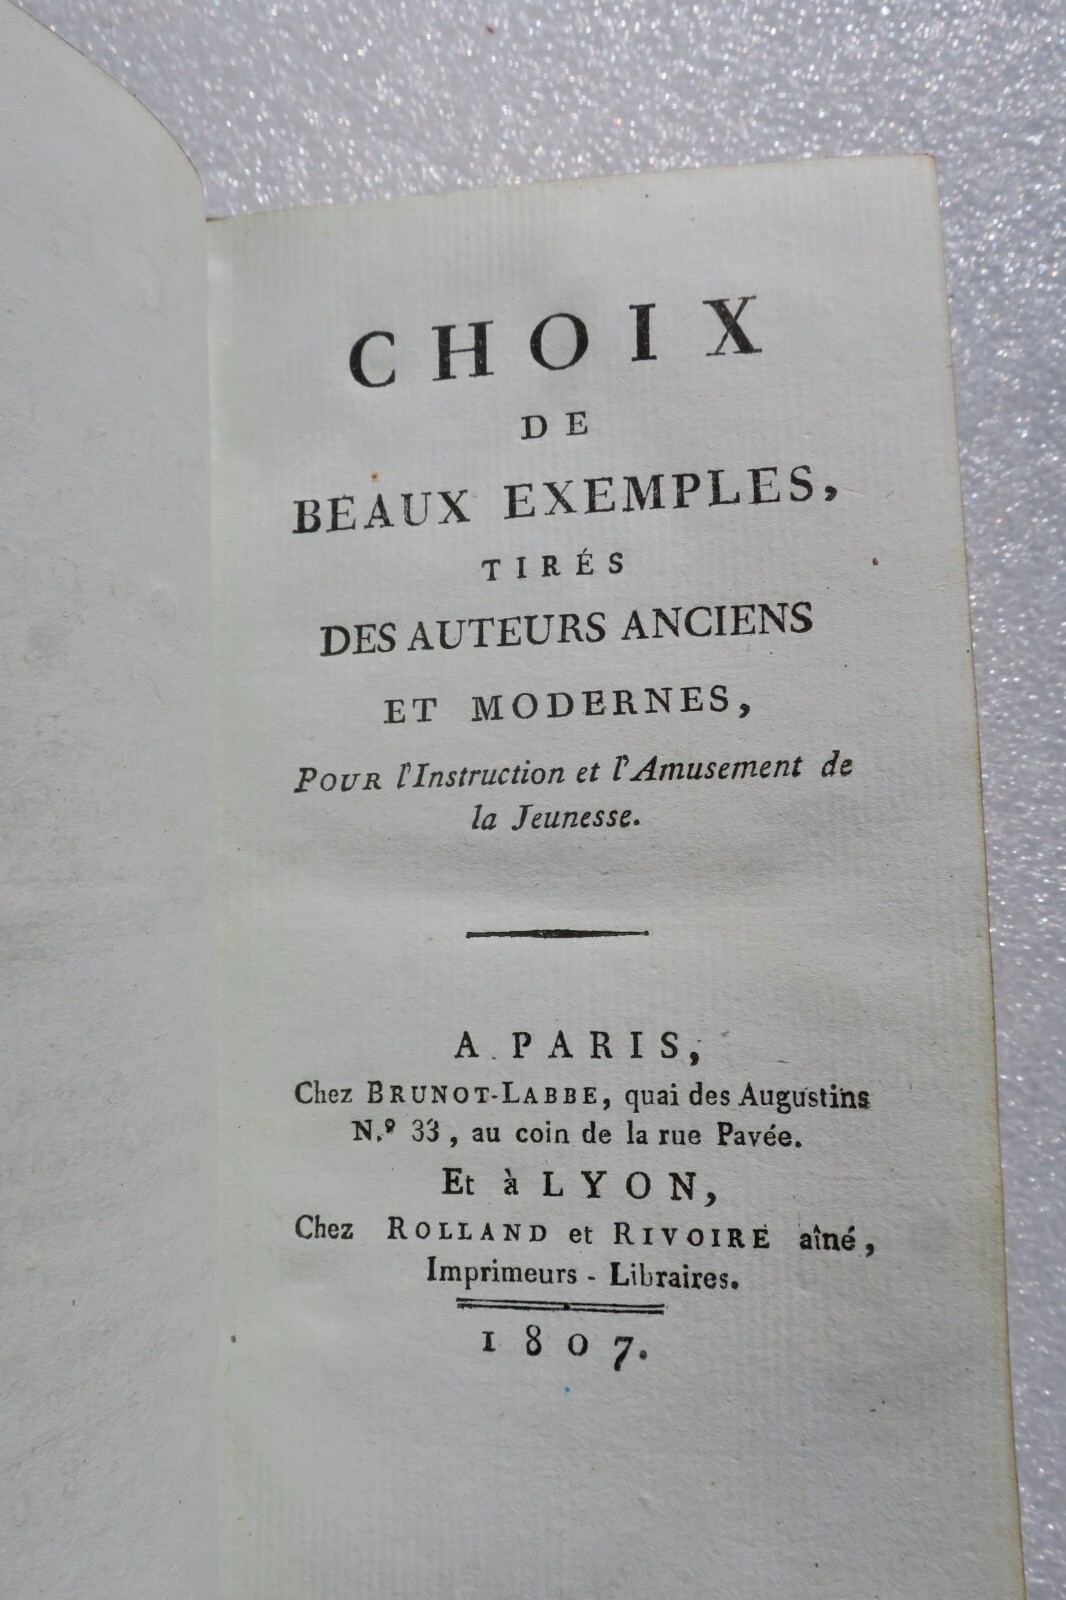 CHOIX
DE
BEAUX EXEMPLES,
TIRÉS
DES AUTEURS ANCIENS
ET MODERNES,
POUR l'Instruction et l'Amusement de
la Jeunesse.
A PARIS,
Chez BRUNOT-LABBE, quai des Augustins
N.º 33, au coin de la rue Pavée.
Et à LYON,
Chez ROLLAND et RIVOIRE aîné,
Imprimeurs - Libraires.
1807.